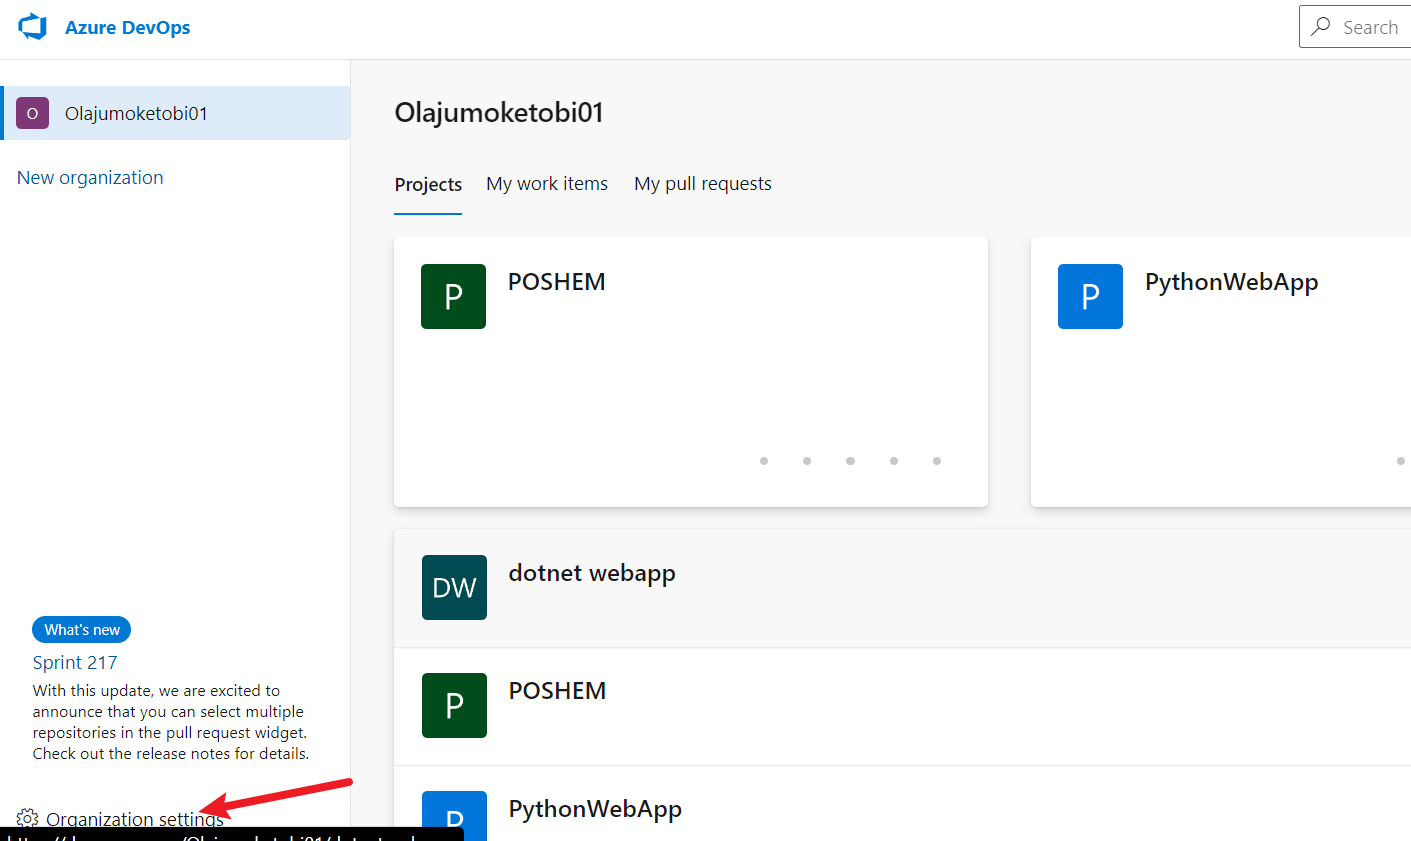 Azure DevOps
Search
O
Olajumoketobi01
New organization
Olajumoketobi01
Projects
My work items
My pull requests
P
POSHEM
P
PythonWebApp
DW
dotnet webapp
P
POSHEM
P
PythonWebApp
What's new
Sprint 217
With this update, we are excited to
announce that you can select multiple
repositories in the pull request widget.
Check out the release notes for details.
Organization settings